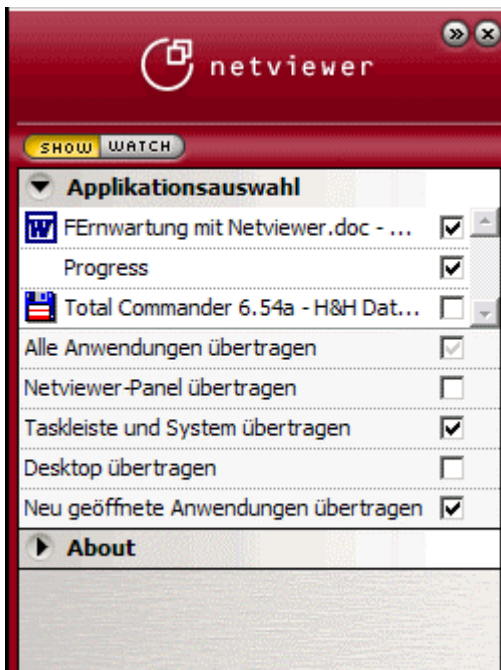 netviewer
SHOW WATCH
Applikationsauswahl
FErnwartung mit Netviewer.doc - ...
Progress
Total Commander 6.54a - H&H Dat...
Alle Anwendungen übertragen
Netviewer-Panel übertragen
Taskleiste und System übertragen
Desktop übertragen
Neu geöffnete Anwendungen übertragen
About